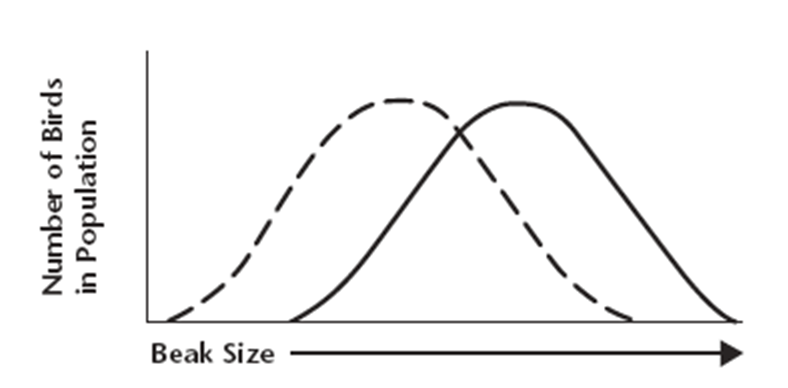 Number of Birds
in Population
Beak Size